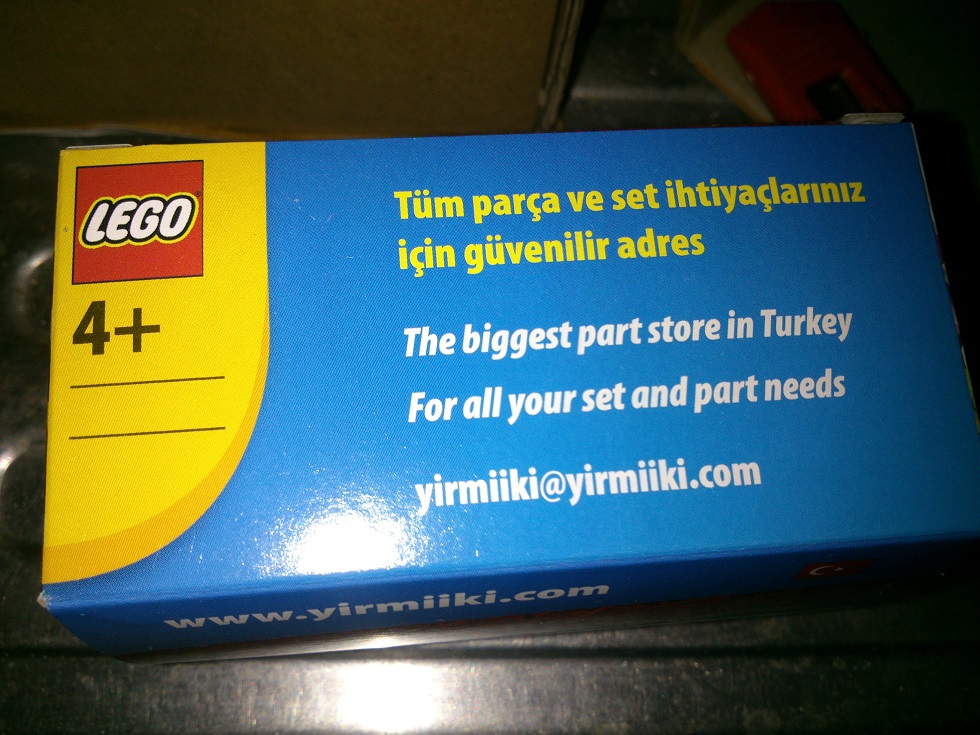 LEGO
4+
Tüm parça ve set ihtiyaçlarınız
için güvenilir adres
The biggest part store in Turkey
For all your set and part needs
yirmiiki@yirmiiki.com
www.yirmiiki.com